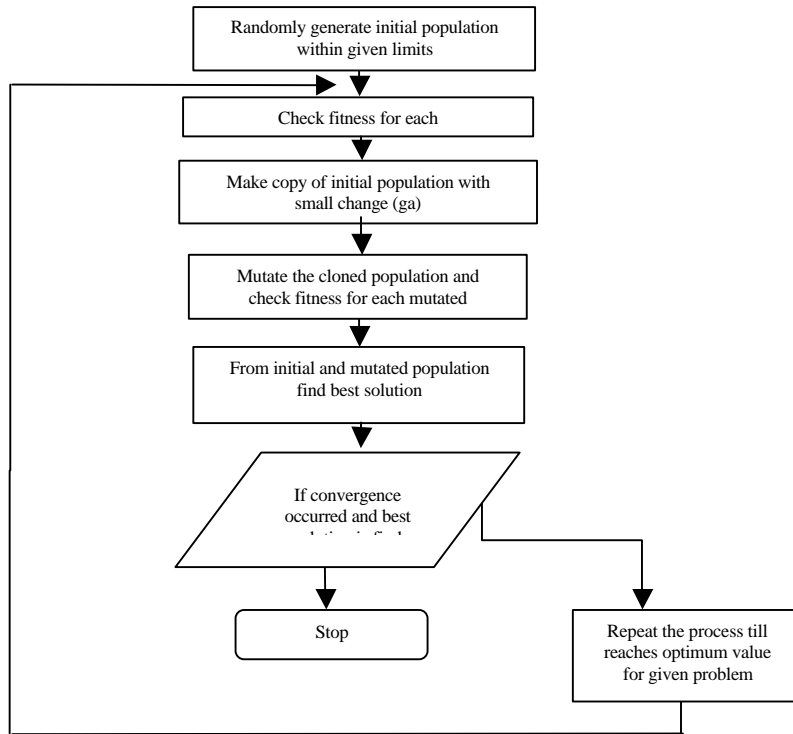 Randomly generate initial population
within given limits
Check fitness for each
Make copy of initial population with
small change (ga)
Mutate the cloned population and
check fitness for each mutated
From initial and mutated population
find best solution
If convergence
occurred and best
Stop
Repeat the process till
reaches optimum value
for given problem